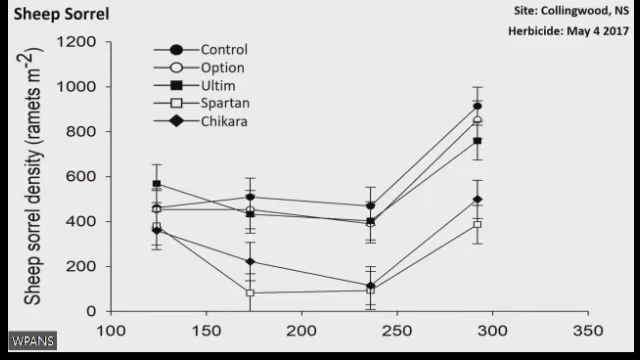 Sheep Sorrel
Site: Collingwood, NS
Herbicide: May 4 2017
Sheep sorrel density (ramets m-2)
1200
1000
800
600
400
200
0
Control
Option
Ultim
Spartan
Chikara
100 150 200 250 300 350
WPANS